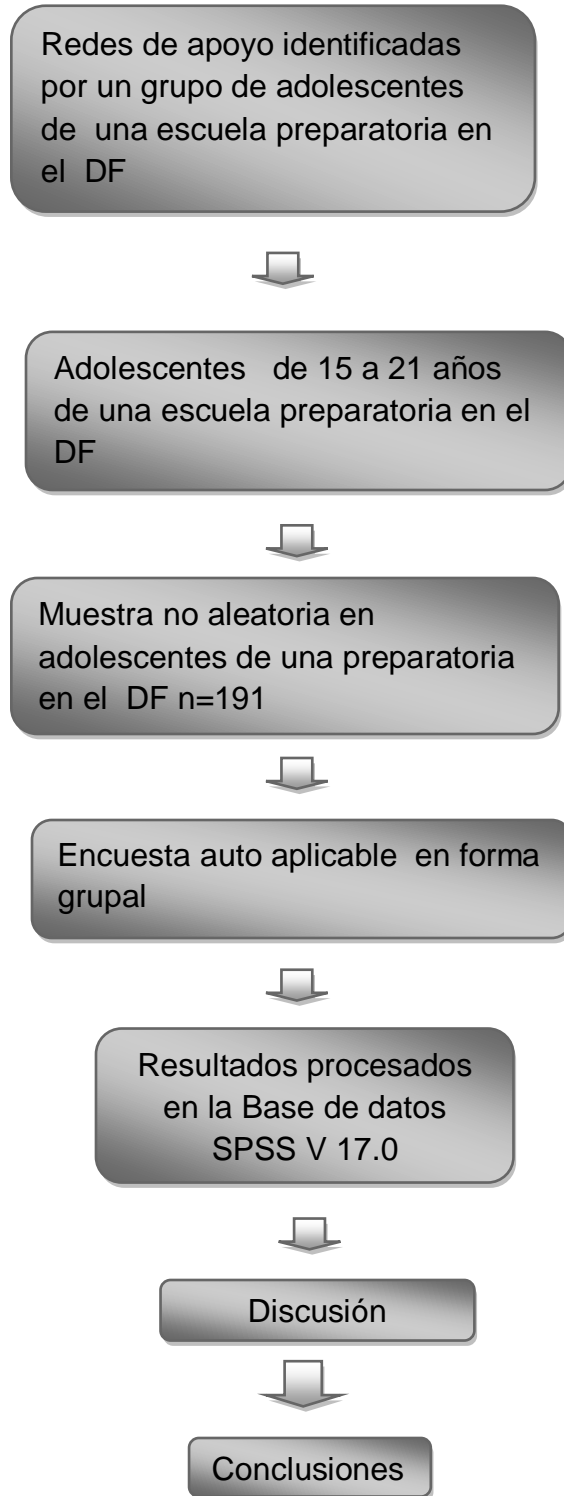 Redes de apoyo identificadas
por un grupo de adolescentes
de una escuela preparatoria en
el DF
Adolescentes de 15 a 21 años
de una escuela preparatoria en el
DF
Muestra no aleatoria en
adolescentes de una preparatoria
en el DF n=191
Encuesta auto aplicable en forma
grupal
Resultados procesados
en la Base de datos
SPSS V 17.0
Discusión
Conclusiones